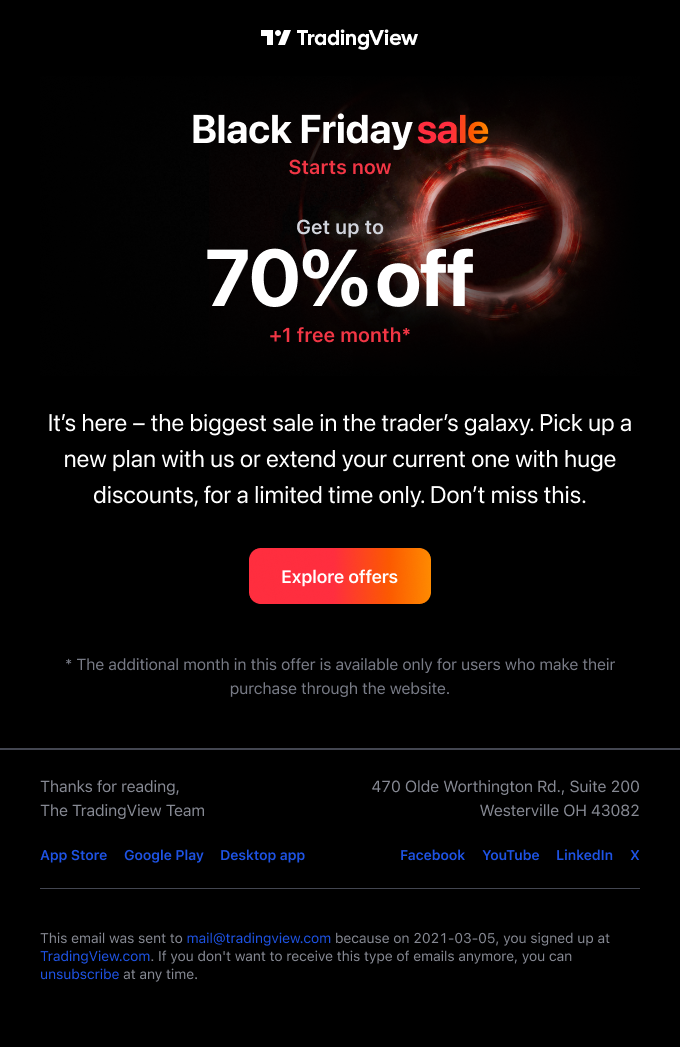 TradingView
Black Friday sale
Starts now
Get up to
70% off
+1 free month*
It’s here – the biggest sale in the trader’s galaxy. Pick up a
new plan with us or extend your current one with huge
discounts, for a limited time only. Don’t miss this.
Explore offers
* The additional month in this offer is available only for users who make their
purchase through the website.
Thanks for reading,
The TradingView Team
470 Olde Worthington Rd., Suite 200
Westerville OH 43082
App Store Google Play Desktop app
Facebook YouTube LinkedIn X
This email was sent to mail@tradingview.com because on 2021-03-05, you signed up at
TradingView.com. If you don't want to receive this type of emails anymore, you can
unsubscribe at any time.